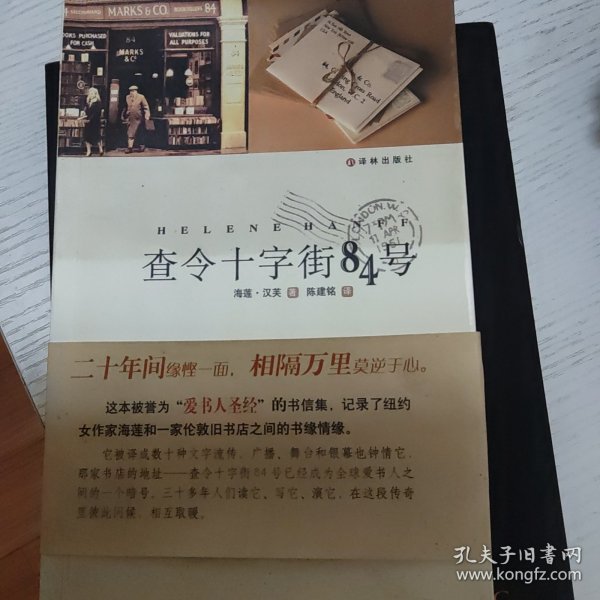 MARKS & CO.
84
BOOKS PURCHASED
FOR CASH
84
MARKS
& Co
VALUATIONS FOR
ALL PURPOSES
& Co.
Road
England
译林出版社
HELENE HA FF
LONDON.W.
7 PM
17 APR
查令十字街84号
海莲·汉芙 著 陈建铭 译
二十年间缘悭一面,相隔万里莫逆于心。
这本被誉为“爱书人圣经”的书信集,记录了纽约
女作家海莲和一家伦敦旧书店之间的书缘情缘。
它被译成数十种文字流传。广播、舞台和银幕也钟情它,
那家书店的地址——查令十字街84号已经成为全球爱书人之
间的一个暗号。三十多年人们读它、写它、演它,在这段传奇
里彼此问候,相互取暖。
孔夫子旧书网
www.kongfz.com